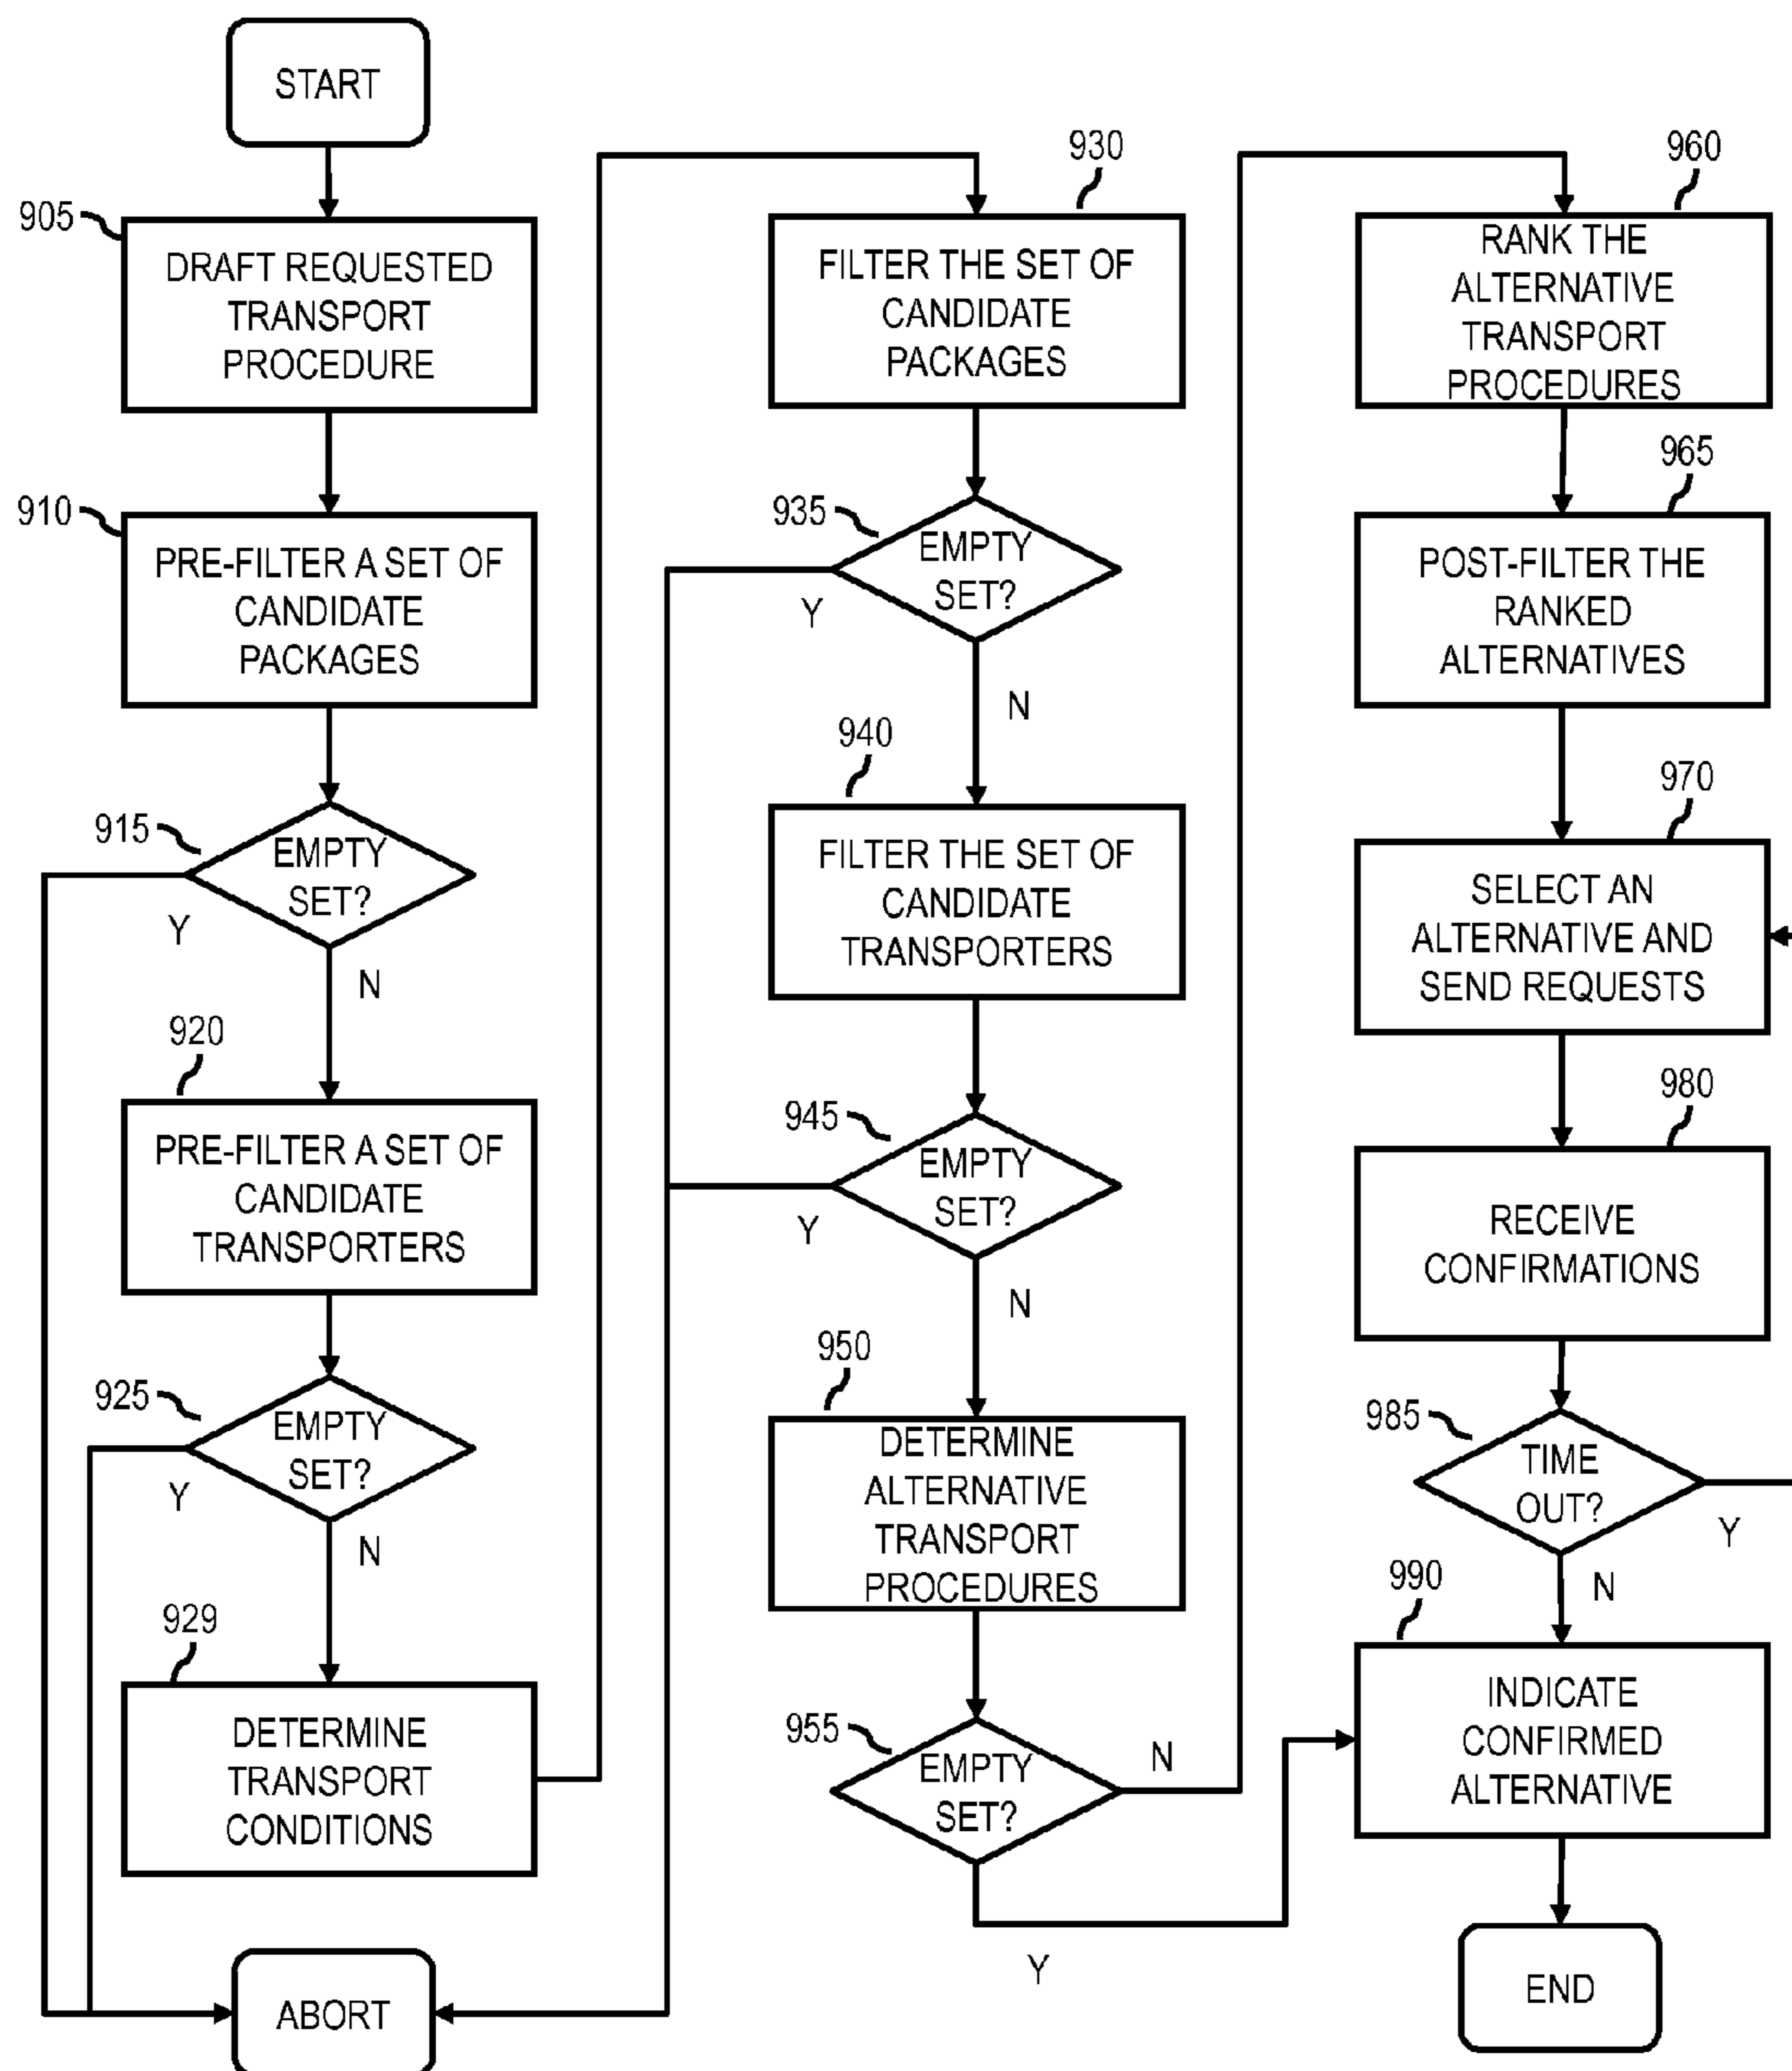 START
905
DRAFT REQUESTED
TRANSPORT
PROCEDURE
910
PRE-FILTER A SET OF
CANDIDATE
PACKAGES
915
EMPTY
SET?
Y
N
920
PRE-FILTER A SET OF
CANDIDATE
TRANSPORTERS
925
EMPTY
SET?
Y
N
929
DETERMINE
TRANSPORT
CONDITIONS
ABORT
930
FILTER THE SET OF
CANDIDATE
PACKAGES
935
EMPTY
SET?
Y
N
940
FILTER THE SET OF
CANDIDATE
TRANSPORTERS
945
EMPTY
SET?
Y
N
950
DETERMINE
ALTERNATIVE
TRANSPORT
PROCEDURES
955
EMPTY
SET?
N
Y
960
RANK THE
ALTERNATIVE
TRANSPORT
PROCEDURES
965
POST-FILTER THE
RANKED
ALTERNATIVES
970
SELECT AN
ALTERNATIVE AND
SEND REQUESTS
980
RECEIVE
CONFIRMATIONS
985
TIME
OUT?
Y
N
990
INDICATE
CONFIRMED
ALTERNATIVE
END